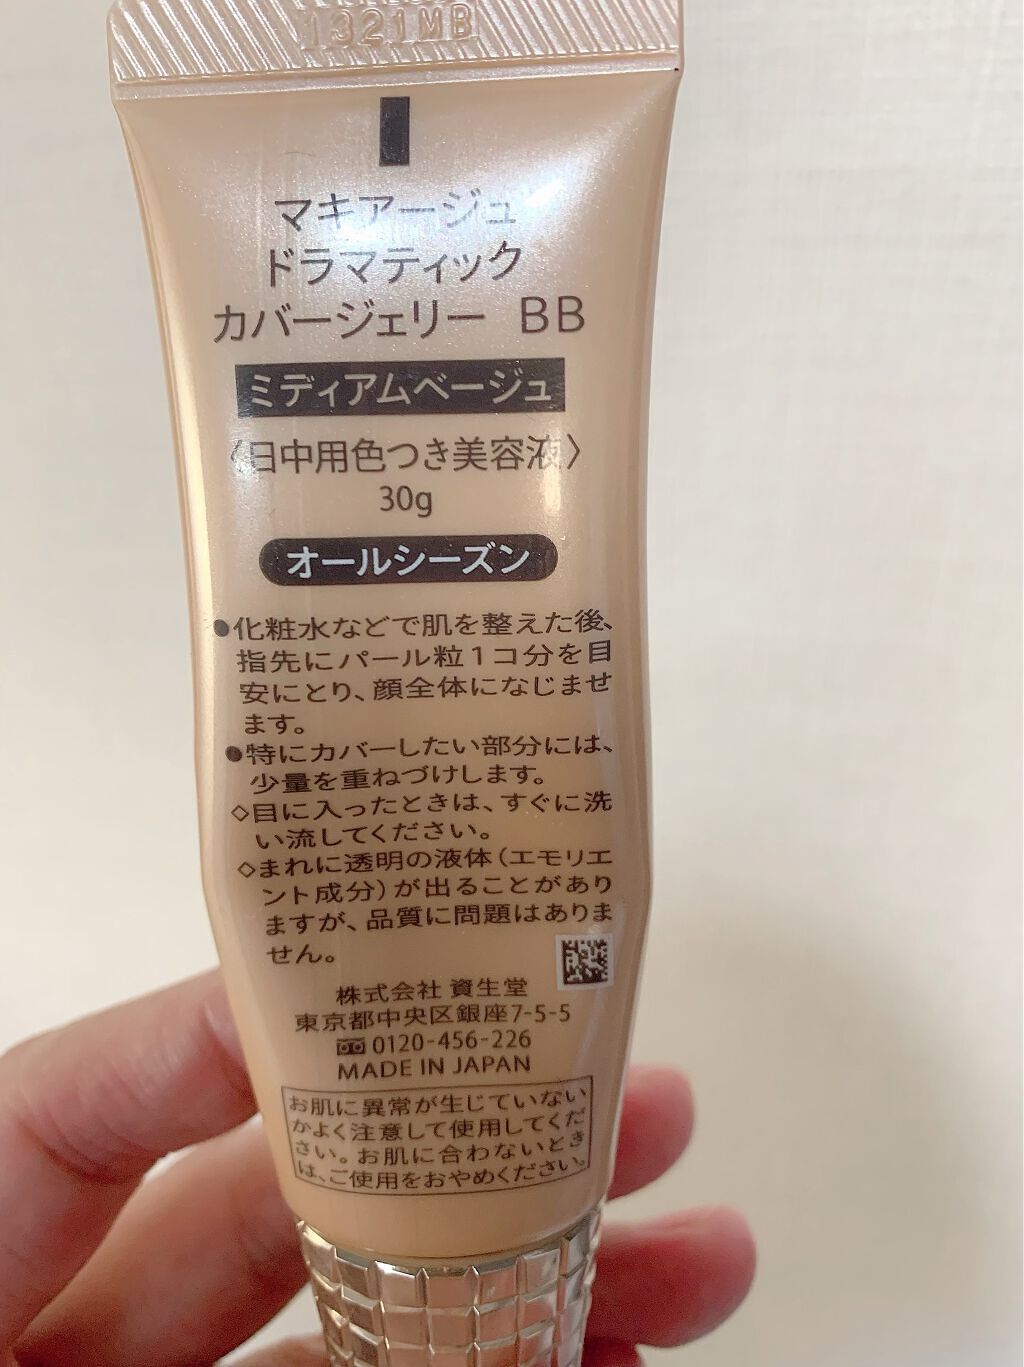 1321MB
マキアージュ
ドラマティック
カバージェリー BB
ミディアムベージュ
〈日中用色つき美容液〉
30g
オールシーズン
●化粧水などで肌を整えた後、
指先にパール粒1コ分を目
安にとり、顔全体になじませ
ます。
●特にカバーしたい部分には、
少量を重ねづけします。
◇目に入ったときは、すぐに洗
い流してください。
◇まれに透明の液体（エモリエ
ント成分）が出ることがあり
ますが、品質に問題はありま
せん。
株式会社 資生堂
東京都中央区銀座7-5-5
0120-456-226
MADE IN JAPAN
お肌に異常が生じていない
かよく注意して使用してくだ
さい。お肌に合わないとき
は、ご使用をおやめください。